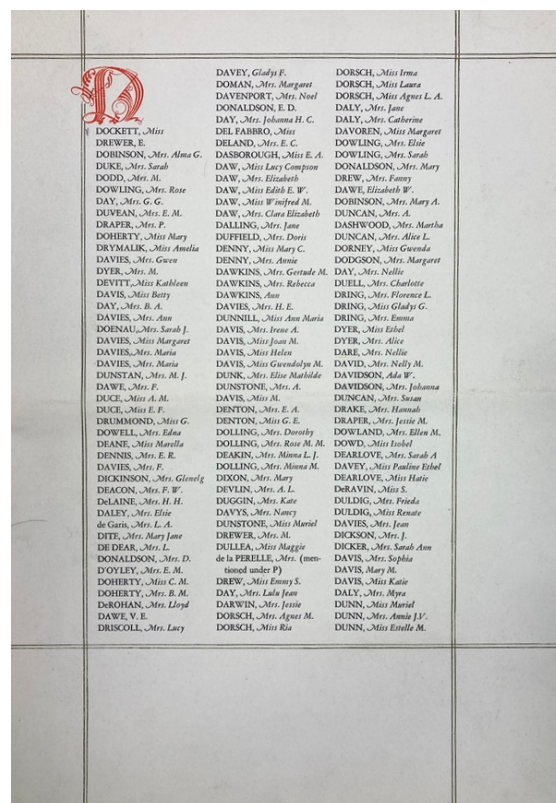 D
DOCKETT, Miss
DREWER, E.
DOBINSON, Mrs. Alma G.
DUKE, Mrs. Sarah
DODD, Mrs. M.
DOWLING, Mrs. Rose
DAY, Mrs. G. G.
DUVEAN, Mrs. E. M.
DRAPER, Mrs. P.
DOHERTY, Miss Mary
DRYMALIK, Miss Amelia
DAVIES, Mrs. Gwen
DYER, Mrs. M.
DEVITT, Miss Kathleen
DAVIS, Miss Betty
DAY, Mrs. B. A.
DAVIES, Mrs. Ann
DOENAU, Mrs. Sarah J.
DAVIES, Miss Margaret
DAVIES, Mrs. Maria
DAVIES, Mrs. Maria
DUNSTAN, Mrs. M. J.
DAWE, Mrs. F.
DUCE, Miss A. M.
DUCE, Miss E. F.
DRUMMOND, Miss G.
DOWELL, Mrs. Edna
DEANE, Miss Marella
DENNIS, Mrs. E. R.
DAVIES, Mrs. F.
DICKINSON, Mrs. Glenelg
DEACON, Mrs. F. W.
DeLAINE, Mrs. H. H.
DALEY, Mrs. Elsie
de Garis, Mrs. L. A.
DITE, Mrs. Mary Jane
DE DEAR, Mrs. L.
DONALDSON, Mrs. D.
D'OYLEY, Mrs. E. M.
DOHERTY, Miss C. M.
DOHERTY, Mrs. B. M.
DeROHAN, Mrs. Lloyd
DAWE, V. E.
DRISCOLL, Mrs. Lucy
DAVEY, Gladys F.
DOMAN, Mrs. Margaret
DAVENPORT, Mrs. Noel
DONALDSON, E. D.
DAY, Mrs. Johanna H. C.
DEL FABBRO, Miss
DELAND, Mrs. E. C.
DASBOROUGH, Miss E. A.
DAW, Miss Lucy Compson
DAW, Mrs. Elizabeth
DAW, Miss Edith E. W.
DAW, Miss Winifred M.
DAW, Mrs. Clara Elizabeth
DALLING, Mrs. Jane
DUFFIELD, Mrs. Doris
DENNY, Miss Mary C.
DENNY, Mrs. Annie
DAWKINS, Mrs. Gertude M.
DAWKINS, Mrs. Rebecca
DAWKINS, Ann
DAVIES, Mrs. H. E.
DUNNILL, Miss Ann Maria
DAVIS, Mrs. Irene A.
DAVIS, Miss Joan M.
DAVIS, Miss Helen
DAVIS, Miss Gwendolyn M.
DUNK, Mrs. Elise Mathilde
DUNSTONE, Mrs. A.
DAVIS, Miss M.
DENTON, Mrs. E. A.
DENTON, Miss G. E.
DOLLING, Mrs. Dorothy
DOLLING, Mrs. Rose M. M.
DEAKIN, Mrs. Minna L. J.
DOLLING, Mrs. Minna M.
DIXON, Mrs. Mary
DEVLIN, Mrs. A. L.
DUGGIN, Mrs. Kate
DAVYS, Mrs. Nancy
DUNSTONE, Miss Muriel
DREWER, Mrs. M.
DULLEA, Miss Maggie
de la PERELLE, Mrs. (men-
tioned under P)
DREW, Miss Emmy S.
DAY, Mrs. Lulu Jean
DARWIN, Mrs. Jessie
DORSCH, Mrs. Agnes M.
DORSCH, Miss Ria
DORSCH, Miss Irma
DORSCH, Miss Laura
DORSCH, Miss Agnes L. A.
DALY, Mrs. Jane
DALY, Mrs. Catherine
DAVOREN, Miss Margaret
DOWLING, Mrs. Elsie
DOWLING, Mrs. Sarah
DONALDSON, Mrs. Mary
DREW, Mrs. Fanny
DAWE, Elizabeth W.
DOBINSON, Mrs. Mary A.
DUNCAN, Mrs. A.
DASHWOOD, Mrs. Martha
DUNCAN, Mrs. Alice L.
DORNEY, Miss Gwenda
DODGSON, Mrs. Margaret
DAY, Mrs. Nellie
DUELL, Mrs. Charlotte
DRING, Mrs. Florence L.
DRING, Miss Gladys G.
DRING, Mrs. Emma
DYER, Miss Ethel
DYER, Mrs. Alice
DARE, Mrs. Nellie
DAVID, Mrs. Nelly M.
DAVIDSON, Ada W.
DAVIDSON, Mrs. Johanna
DUNCAN, Mrs. Susan
DRAKE, Mrs. Hannah
DRAPER, Mrs. Jessie M.
DOWLAND, Mrs. Ellen M.
DOWD, Miss Isobel
DEARLOVE, Mrs. Sarah A
DAVEY, Miss Pauline Ethel
DEARLOVE, Miss Hatie
DeRAVIN, Miss S.
DULDIG, Mrs. Frieda
DULDIG, Miss Renate
DAVIES, Mrs. Jean
DICKSON, Mrs. J.
DICKER, Mrs. Sarah Ann
DAVIS, Mrs. Sophia
DAVIS, Mary M.
DAVIS, Miss Katie
DALY, Mrs. Myra
DUNN, Miss Muriel
DUNN, Mrs. Annie J.V.
DUNN, Miss Estelle M.